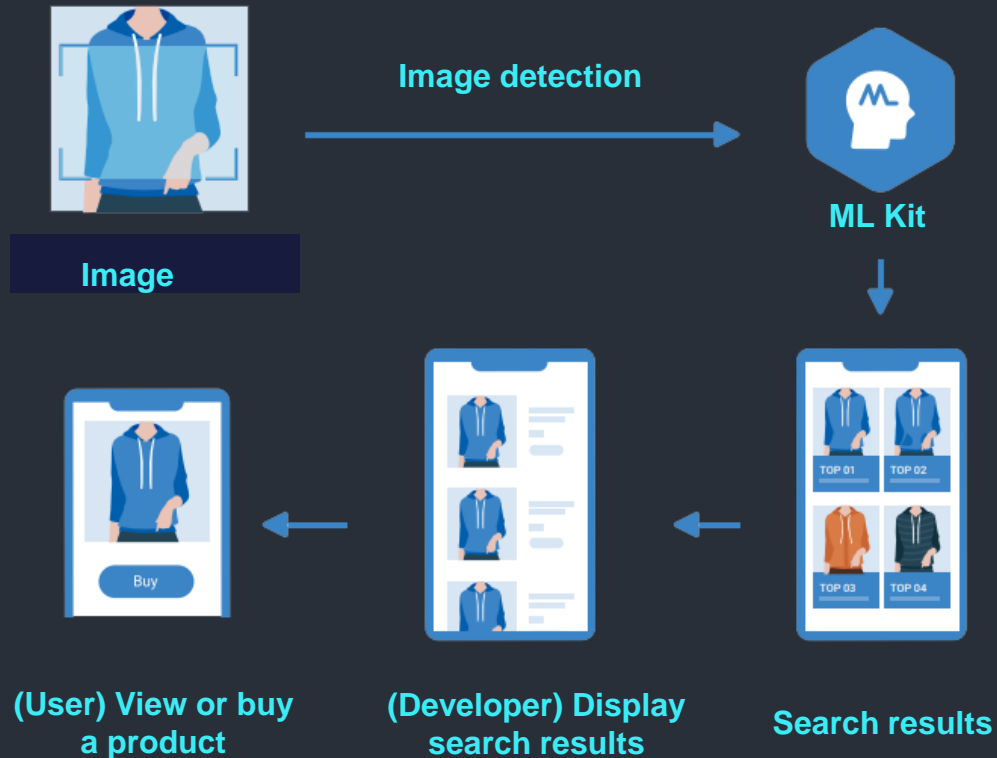 Image detection
ML Kit
Image
TOP 01
TOP 02
TOP 03
TOP 04
Buy
(User) View or buy
a product
(Developer) Display
search results
Search results